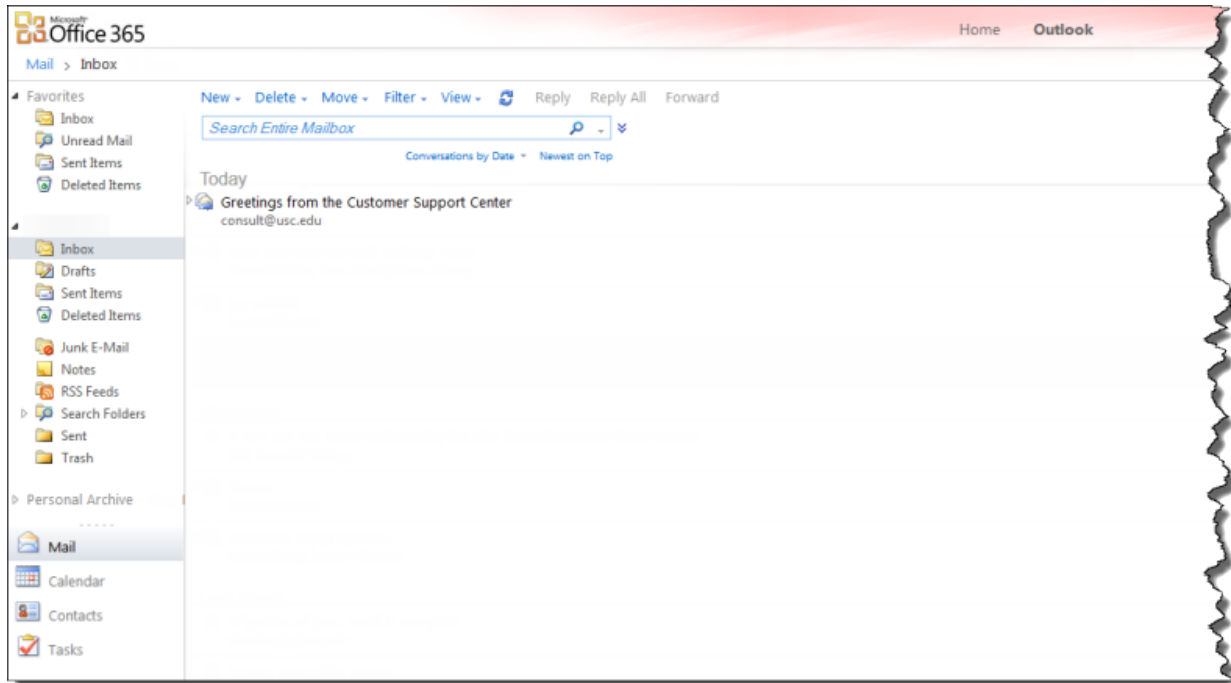 Microsoft
Office 365
Home Outlook
Mail > Inbox
Favorites
Inbox
Unread Mail
Sent Items
Deleted Items
Inbox
Drafts
Sent Items
Deleted Items
Junk E-Mail
Notes
RSS Feeds
Search Folders
Sent
Trash
Personal Archive
Mail
Calendar
Contacts
Tasks
New Delete Move Filter View Reply Reply All Forward
Search Entire Mailbox
Conversations by Date Newest on Top
Today
Greetings from the Customer Support Center
consult@usc.edu